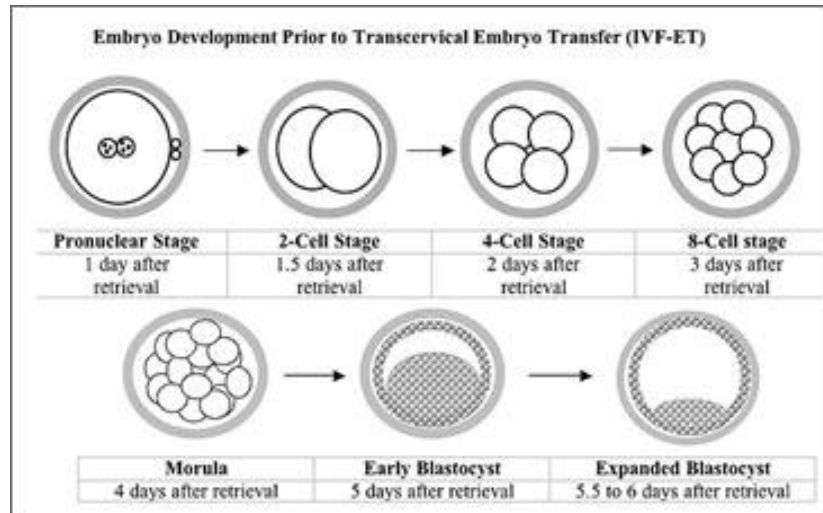 Embryo Development Prior to Transcervical Embryo Transfer (IVF-ET)
Pronuclear Stage
1 day after
retrieval
2-Cell Stage
1.5 days after
retrieval
4-Cell Stage
2 days after
retrieval
8-Cell stage
3 days after
retrieval
Morula
4 days after retrieval
Early Blastocyst
5 days after retrieval
Expanded Blastocyst
5.5 to 6 days after retrieval